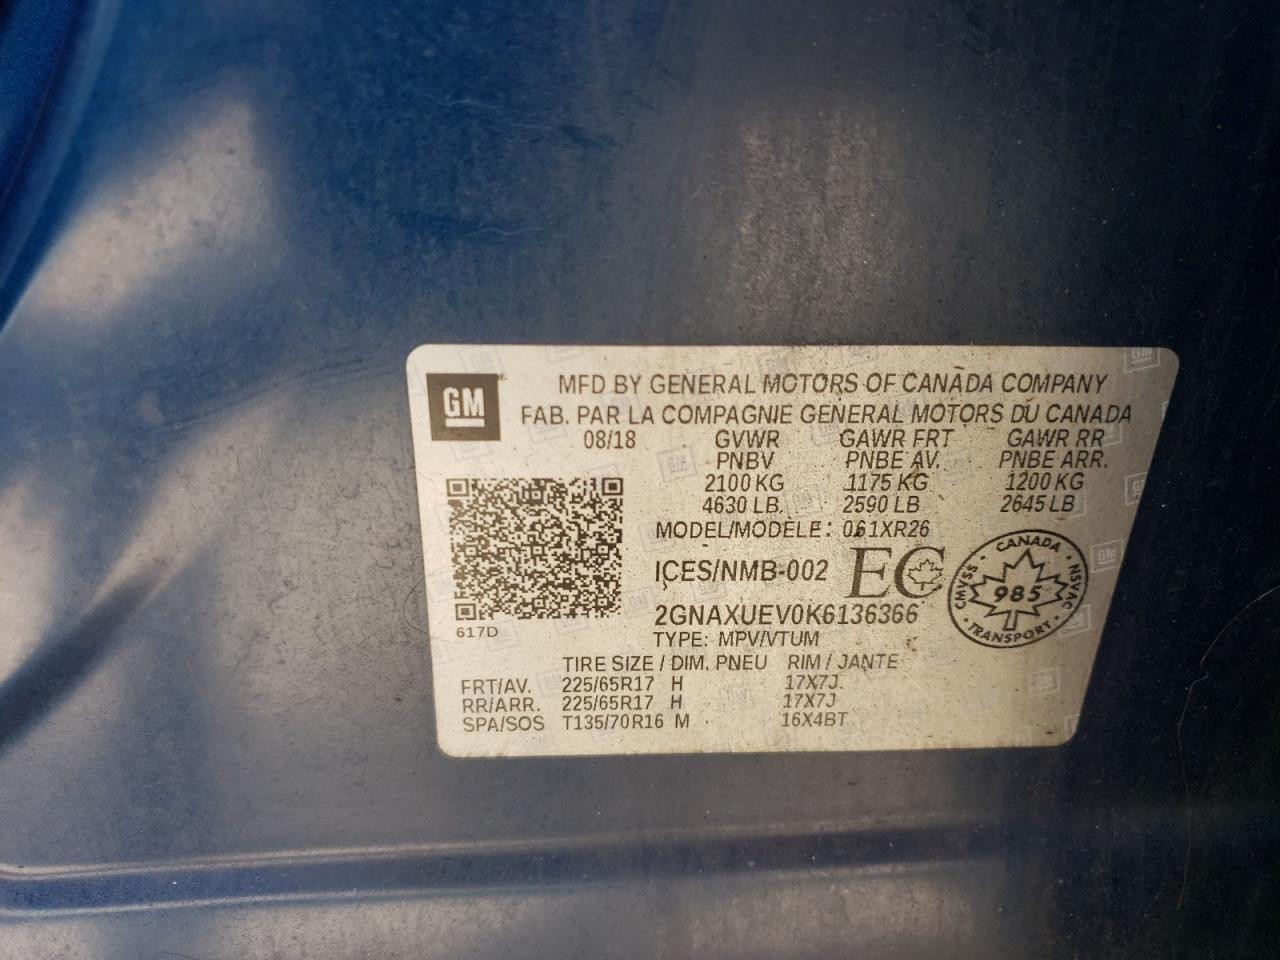 GM
MFD BY GENERAL MOTORS OF CANADA COMPANY
FAB. PAR LA COMPAGNIE GENERAL MOTORS DU CANADA
08/18 GVWR GAWR FRT GAWR RR
PNBV PNBE AV. PNBE ARR.
2100 KG 1175 KG 1200 KG
4630 LB. 2590 LB 2645 LB
MODEL/MODÈLE: 061XR26
ICES/NMB-002 EC
CANADA
CMVSS 985 NSVAC
TRANSPORT
2GNAXUEV0K6136366
617D
TYPE: MPV/VTUM
TIRE SIZE / DIM. PNEU RIM / JANTE
FRT/AV. 225/65R17 H 17X7J
RR/ARR. 225/65R17 H 17X7J
SPA/SOS T135/70R16 M 16X4BT